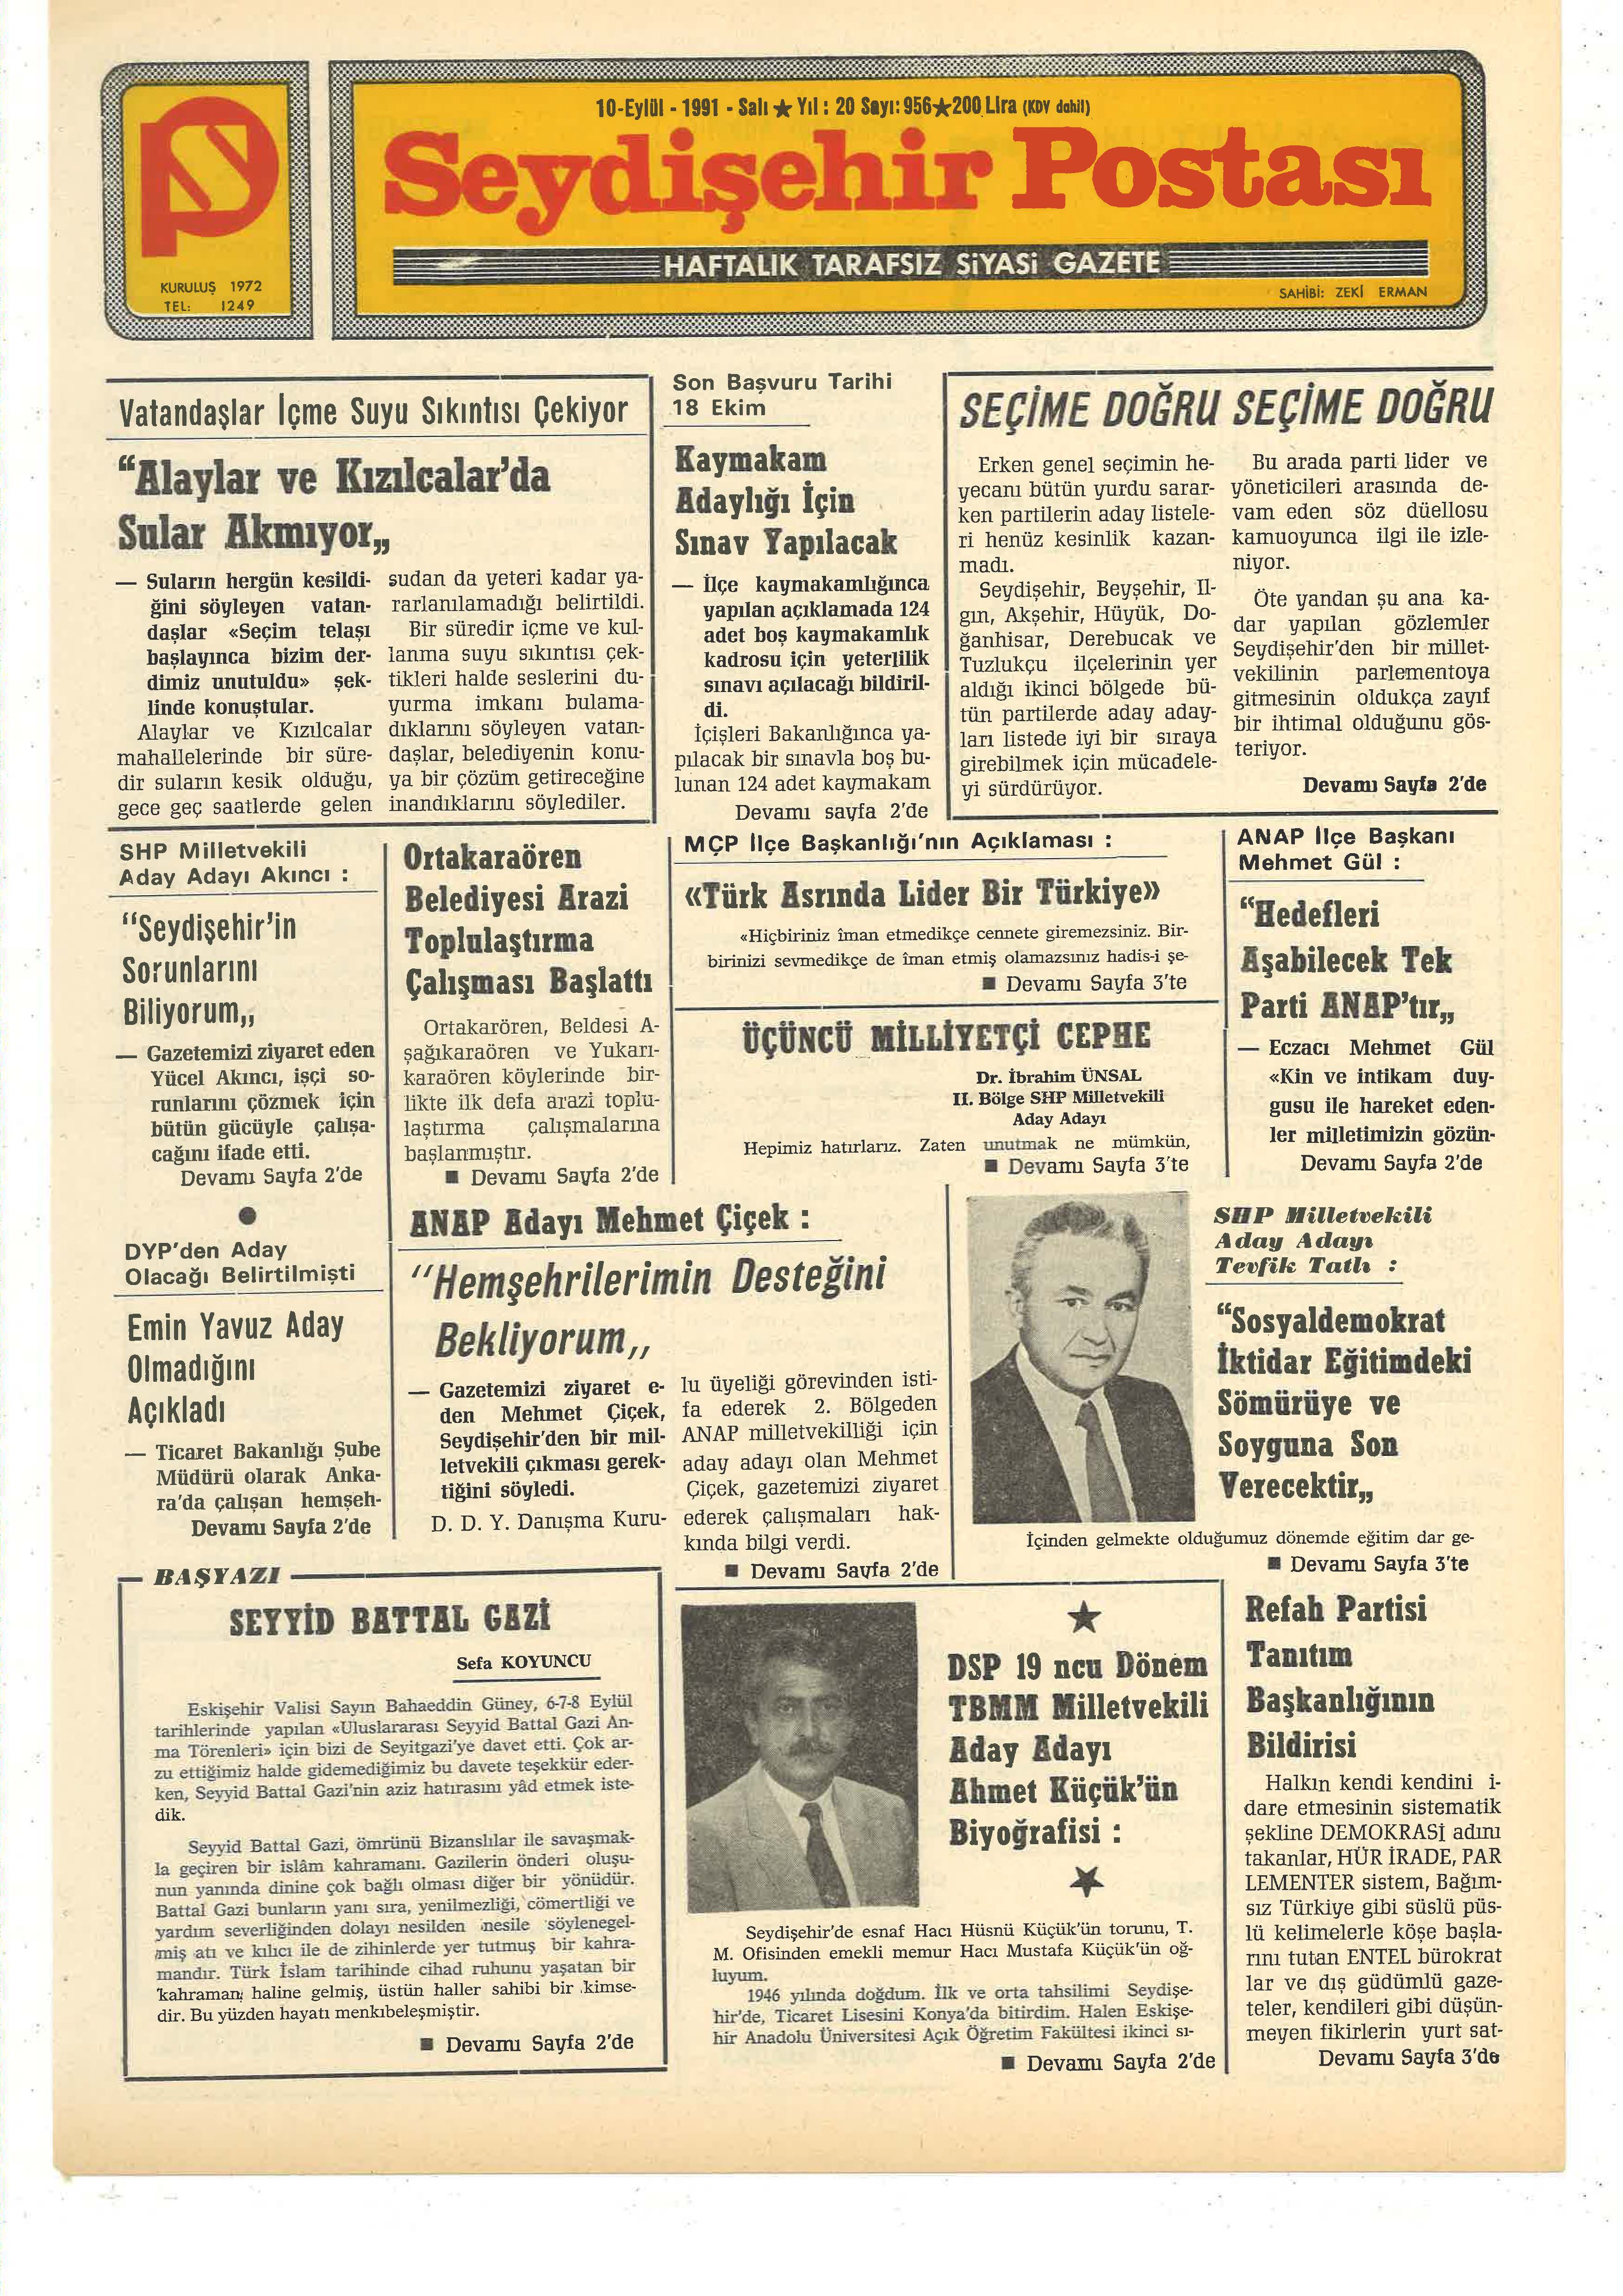 10-Eylül - 1991 - Salı ★ Yıl : 20 Sayı: 956 ★ 200 Lira (KDV dahil)
Seydişehir Postası
HAFTALIK TARAFSIZ SİYASİ GAZETE
SAHİBİ: ZEKİ ERMAN
KURULUŞ 1972
TEL: 1249
Vatandaşlar İçme Suyu Sıkıntısı Çekiyor
“Alaylar ve Kızılcalar'da
Sular Akmıyor„
— Suların hergün kesildi-
ğini söyleyen vatan-
daşlar «Seçim telaşı
başlayınca bizim der-
dimiz unutuldu» şek-
linde konuştular.
Alaylar ve Kızılcalar
mahallelerinde bir süre-
dir suların kesik olduğu,
gece geç saatlerde gelen
sudan da yeteri kadar ya-
rarlanılamadığı belirtildi.
Bir süredir içme ve kul-
lanma suyu sıkıntısı çek-
tikleri halde seslerini du-
yurma imkanı bulama-
dıklarını söyleyen vatan-
daşlar, belediyenin konu-
ya bir çözüm getireceğine
inandıklarını söylediler.
Son Başvuru Tarihi
18 Ekim
Kaymakam
Adaylığı İçin
Sınav Yapılacak
— İlçe kaymakamlığınca
yapılan açıklamada 124
adet boş kaymakamlık
kadrosu için yeterlilik
sınavı açılacağı bildiril-
di.
İçişleri Bakanlığınca ya-
pılacak bir sınavla boş bu-
lunan 124 adet kaymakam
Devamı sayfa 2'de
SEÇİME DOĞRU SEÇİME DOĞRU
Erken genel seçimin he-
yecanı bütün yurdu sarar-
ken partilerin aday listele-
ri henüz kesinlik kazan-
madı.
Seydişehir, Beyşehir, Il-
gın, Akşehir, Hüyük, Do-
ğanhisar, Derebucak ve
Tuzlukçu ilçelerinin yer
aldığı ikinci bölgede bü-
tün partilerde aday aday-
ları listede iyi bir sıraya
girebilmek için mücadele-
yi sürdürüyor.
Bu arada parti lider ve
yöneticileri arasında de-
vam eden söz düellosu
kamuoyunca ilgi ile izle-
niyor.
Öte yandan şu ana ka-
dar yapılan gözlemler
Seydişehir'den bir millet-
vekilinin parlementoya
gitmesinin oldukça zayıf
bir ihtimal olduğunu gös-
teriyor.
Devamı Sayfa 2'de
SHP Milletvekili
Aday Adayı Akıncı :
“Seydişehir'in
Sorunlarını
Biliyorum„
— Gazetemizi ziyaret eden
Yücel Akıncı, işçi so-
runlarını çözmek için
bütün gücüyle çalışa-
cağını ifade etti.
Devamı Sayfa 2'de
●
DYP'den Aday
Olacağı Belirtilmişti
Emin Yavuz Aday
Olmadığını
Açıkladı
— Ticaret Bakanlığı Şube
Müdürü olarak Anka-
ra'da çalışan hemşeh-
Devamı Sayfa 2'de
Ortakaraören
Belediyesi Arazi
Toplulaştırma
Çalışması Başlattı
Ortakarören, Beldesi A-
şağıkaraören ve Yukarı-
karaören köylerinde bir-
likte ilk defa arazi toplu-
laştırma çalışmalarına
başlanmıştır.
■ Devamı Sayfa 2'de
MÇP İlçe Başkanlığı'nın Açıklaması :
«Türk Asrında Lider Bir Türkiye»
«Hiçbiriniz îman etmedikçe cennete giremezsiniz. Bir-
birinizi sevmedikçe de îman etmiş olamazsınız hadis-i şe-
■ Devamı Sayfa 3'te
ÜÇÜNCÜ MİLLİYETÇİ CEPHE
Dr. İbrahim ÜNSAL
II. Bölge SHP Milletvekili
Aday Adayı
Hepimiz hatırlarız. Zaten unutmak ne mümkün,
■ Devamı Sayfa 3'te
ANAP İlçe Başkanı
Mehmet Gül :
“Hedefleri
Aşabilecek Tek
Parti ANAP'tır„
— Eczacı Mehmet Gül
«Kin ve intikam duy-
gusu ile hareket eden-
ler milletimizin gözün-
Devamı Sayfa 2'de
ANAP Adayı Mehmet Çiçek :
“Hemşehrilerimin Desteğini
Bekliyorum„
— Gazetemizi ziyaret e-
den Mehmet Çiçek,
Seydişehir'den bir mil-
letvekili çıkması gerek-
tiğini söyledi.
D. D. Y. Danışma Kuru-
lu üyeliği görevinden isti-
fa ederek 2. Bölgeden
ANAP milletvekilliği için
aday adayı olan Mehmet
Çiçek, gazetemizi ziyaret
ederek çalışmaları hak-
kında bilgi verdi.
■ Devamı Sayfa 2'de
SHP Milletvekili
Aday Adayı
Tevfik Tatlı :
“Sosyaldemokrat
İktidar Eğitimdeki
Sömürüye ve
Soyguna Son
Verecektir„
İçinden gelmekte olduğumuz dönemde eğitim dar ge-
■ Devamı Sayfa 3'te
BAŞYAZI
SEYYİD BATTAL GAZİ
Sefa KOYUNCU
Eskişehir Valisi Sayın Bahaeddin Güney, 6-7-8 Eylül
tarihlerinde yapılan «Uluslararası Seyyid Battal Gazi An-
ma Törenleri» için bizi de Seyitgazi'ye davet etti. Çok ar-
zu ettiğimiz halde gidemediğimiz bu davete teşekkür eder-
ken, Seyyid Battal Gazi'nin aziz hatırasını yâd etmek iste-
dik.
Seyyid Battal Gazi, ömrünü Bizanslılar ile savaşmak-
la geçiren bir islâm kahramanı. Gazilerin önderi oluşu-
nun yanında dinine çok bağlı olması diğer bir yönüdür.
Battal Gazi bunların yanı sıra, yenilmezliği, cömertliği ve
yardım severliğinden dolayı nesilden nesile söylenegel-
miş atı ve kılıcı ile de zihinlerde yer tutmuş bir kahra-
mandır. Türk İslam tarihinde cihad ruhunu yaşatan bir
kahraman haline gelmiş, üstün haller sahibi bir kimse-
dir. Bu yüzden hayatı menkıbeleşmiştir.
■ Devamı Sayfa 2'de
★
DSP 19 ncu Dönem
TBMM Milletvekili
Aday Adayı
Ahmet Küçük'ün
Biyoğrafisi :
★
Seydişehir'de esnaf Hacı Hüsnü Küçük'ün torunu, T.
M. Ofisinden emekli memur Hacı Mustafa Küçük'ün oğ-
luyum.
1946 yılında doğdum. İlk ve orta tahsilimi Seydişe-
hir'de, Ticaret Lisesini Konya'da bitirdim. Halen Eskişe-
hir Anadolu Üniversitesi Açık Öğretim Fakültesi ikinci sı-
■ Devamı Sayfa 2'de
Refah Partisi
Tanıtım
Başkanlığının
Bildirisi
Halkın kendi kendini i-
dare etmesinin sistematik
şekline DEMOKRASİ adını
takanlar, HÜR İRADE, PAR
LEMENTER sistem, Bağım-
sız Türkiye gibi süslü püs-
lü kelimelerle köşe başla-
rını tutan ENTEL bürokrat
lar ve dış güdümlü gaze-
teler, kendileri gibi düşün-
meyen fikirlerin yurt sat-
Devamı Sayfa 3'de